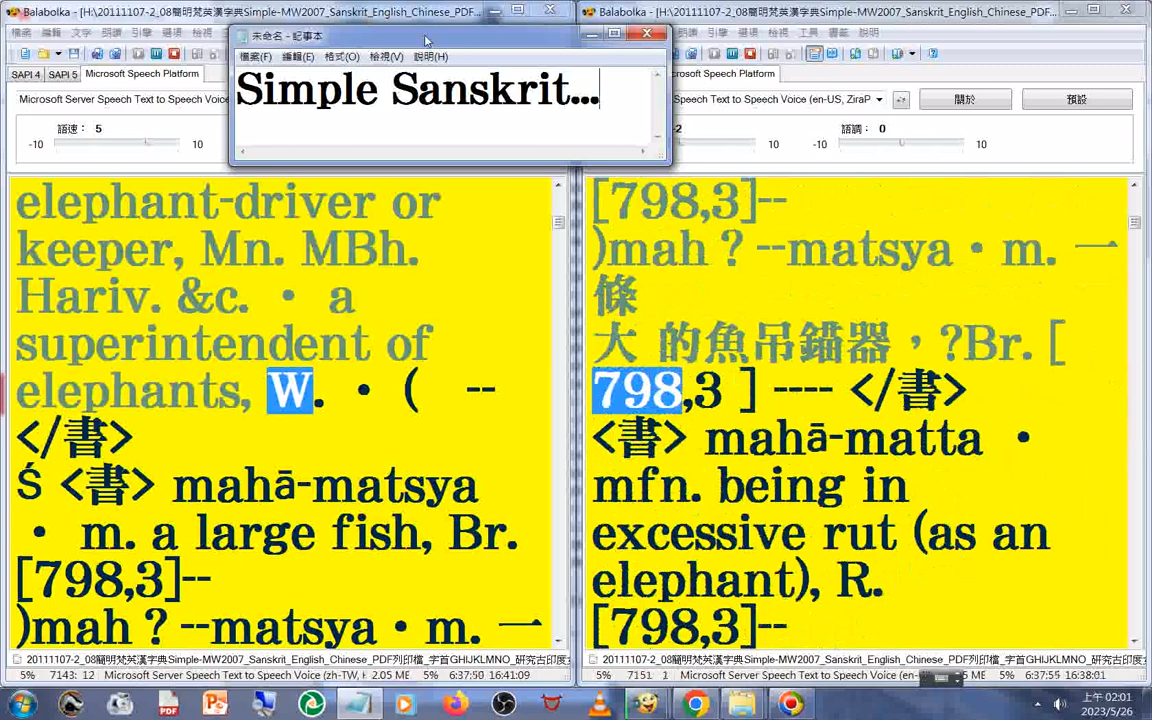 Balabolka - [H:\20111107-2_08簡明梵英漢字典Simple-MW2007_Sanskrit_English_Chinese_PDF...
Balabolka - [H:\20111107-2_08簡明梵英漢字典Simple-MW2007_Sanskrit_English_Chinese_PDF...
未命名 - 記事本
檔案(F) 編輯(E) 格式(O) 檢視(V) 說明(H)
Simple Sanskrit...
SAPI 4 SAPI 5 Microsoft Speech Platform
Speech Platform
Microsoft Server Speech Text to Speech Voice
Speech Text to Speech Voice (en-US, ZiraP
關於 預設
語速： 5
-10 10
-2 語調： 0
10 -10 10
elephant-driver or
keeper, Mn. MBh.
Hariv. &c. • a
superintendent of
elephants, W. • ( --
</書>
Ś <書> mahā-matsya
• m. a large fish, Br.
[798,3]--
)mah？--matsya • m. 一
[798,3]--
)mah？--matsya • m. 一
條
大 的魚吊錨器，?Br. [
798,3 ] ---- </書>
<書> mahā-matta •
mfn. being in
excessive rut (as an
elephant), R.
[798,3]--
20111107-2_08簡明梵英漢字典Simple-MW2007_Sanskrit_English_Chinese_PDF列印檔_字首GHIJKLMNO_研究古印度
20111107-2_08簡明梵英漢字典Simple-MW2007_Sanskrit_English_Chinese_PDF列印檔_字首GHIJKLMNO_研究古印度
5% 7143: 12 Microsoft Server Speech Text to Speech Voice (zh-TW, 2.05 ME 5% 6:37:50 16:41:09
5% 7151 1 Microsoft Server Speech Text to Speech Voice ME 5% 6:37:55 16:38:01
上午 02:01
2023/5/26